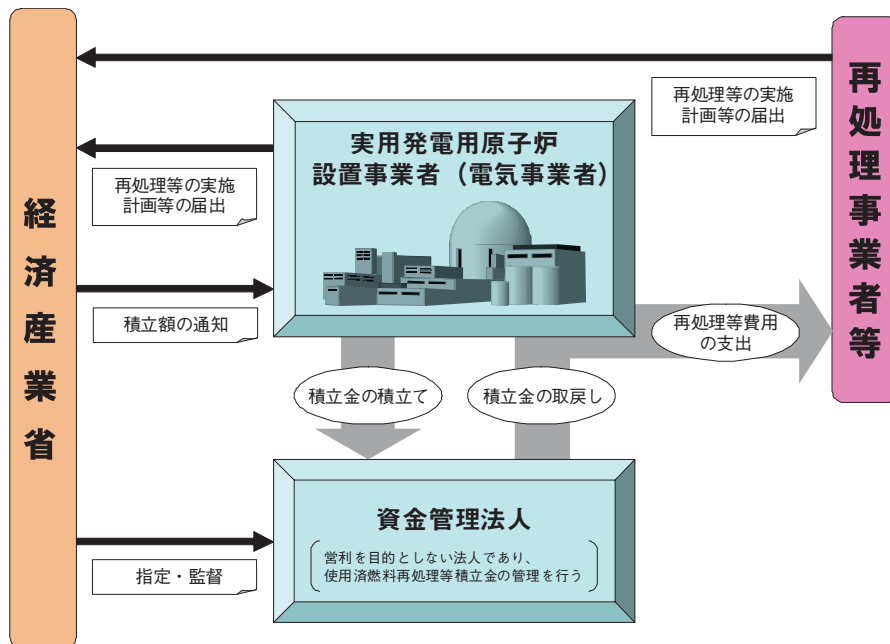 経済産業省
再処理事業者等
再処理等の実施
計画等の届出
実用発電用原子炉
設置事業者（電気事業者）
再処理等の実施
計画等の届出
積立額の通知
再処理等費用
の支出
積立金の積立て
積立金の取戻し
資金管理法人
営利を目的としない法人であり、
使用済燃料再処理等積立金の管理を行う
指定・監督